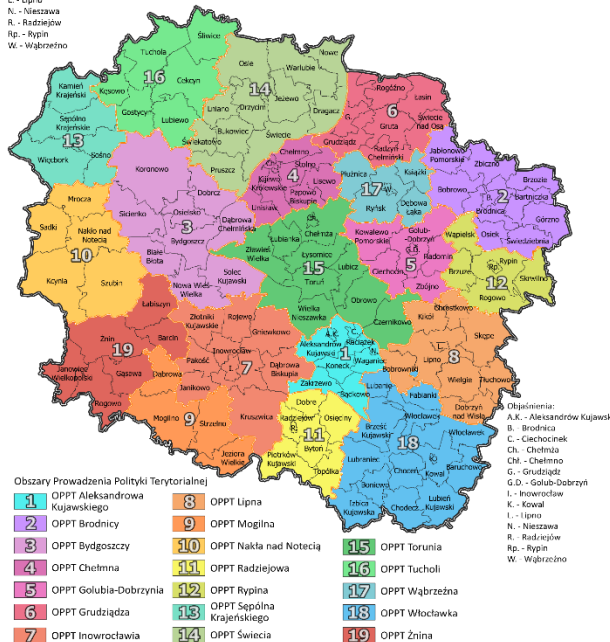 L. - Lipno
N. - Nieszawa
R. - Radziejów
Rp. - Rypin
W. - Wąbrzeźno
Śliwice
Tuchola
16
Cekcyn
Kęsowo
Gostycyn
Lubiewo
Osie
Warlubie
Nowe
14
Lniano
Drzycim
Jeżewo
Dragacz
Bukowiec
Świecie
Świekatowo
Pruszcz
Kamień Krajeński
Sępólno Krajeńskie
13
Więcbork
Sośno
Rogóźno
Łasin
6
G.
Gruta
Świecie nad Osą
Grudziądz
Radzyń Chełmiński
Jabłonowo Pomorskie
Zbiczno
Brzozie
Bobrowo
2
Bartniczka
B.
Brodnica
Górzno
Osiek
Świedziebnia
Chełmno
Stolno
4
Kijewo Królewskie
Lisewo
Papowo Biskupie
Unisław
Płużnica
Książki
17
W.
Ryńsk
Dębowa Łąka
Koronowo
Dobrcz
Sicienko
Osielsko
3
Dąbrowa Chełmińska
Bydgoszcz
Białe Błota
Solec Kujawski
Nowa Wieś Wielka
Mrocza
Sadki
Nakło nad Notecią
10
Kcynia
Szubin
Ch.
Chełmża
Łubianka
Zławieś Wielka
Łysomice
15
Lubicz
Toruń
Obrowo
Wielka Nieszawka
Czernikowo
Kowalewo Pomorskie
Golub-Dobrzyń
G.D.
Radomin
5
Ciechocin
Zbójno
Wąpielsk
Rp.
Rypin
Brzuze
12
Skrwilno
Rogowo
Łabiszyn
Żnin
Barcin
19
Janowiec Wielkopolski
Gąsawa
Rogowo
Złotniki Kujawskie
Rojewo
Gniewkowo
I.
Inowrocław
Pakość
7
Dąbrowa Biskupia
Janikowo
Kruszwica
Dąbrowa
Mogilno
Strzelno
9
Jeziora Wielkie
A.K.
C.
Raciążek
Aleksandrów Kujawski
1
N.
Waganiec
Koneck
Zakrzewo
Bądkowo
Chrostkowo
Kikół
Skępe
L.
Lipno
8
Bobrowniki
Wielgie
Tłuchowo
Dobrzyń nad Wisłą
Dobre
Osięciny
Radziejów
R.
11
Bytoń
Piotrków Kujawski
Topólka
Lubanie
Fabianki
Brześć Kujawski
Włocławek
Włocławek
18
Lubraniec
Choceń
K.
Kowal
Baruchowo
Boniewo
Izbica Kujawska
Chodecz
Lubień Kujawski
Objaśnienia:
A.K. - Aleksandrów Kujawsk
B. - Brodnica
C. - Ciechocinek
Ch. - Chełmża
Chł. - Chełmno
G. - Grudziądz
G.D. - Golub-Dobrzyń
I. - Inowrocław
K. - Kowal
L. - Lipno
N. - Nieszawa
R. - Radziejów
Rp. - Rypin
W. - Wąbrzeźno
Obszary Prowadzenia Polityki Terytorialnej
1 OPPT Aleksandrowa Kujawskiego
2 OPPT Brodnicy
3 OPPT Bydgoszczy
4 OPPT Chełmna
5 OPPT Golubia-Dobrzynia
6 OPPT Grudziądza
7 OPPT Inowrocławia
8 OPPT Lipna
9 OPPT Mogilna
10 OPPT Nakła nad Notecią
11 OPPT Radziejowa
12 OPPT Rypina
13 OPPT Sępólna Krajeńskiego
14 OPPT Świecia
15 OPPT Torunia
16 OPPT Tucholi
17 OPPT Wąbrzeźna
18 OPPT Włocławka
19 OPPT Żnina